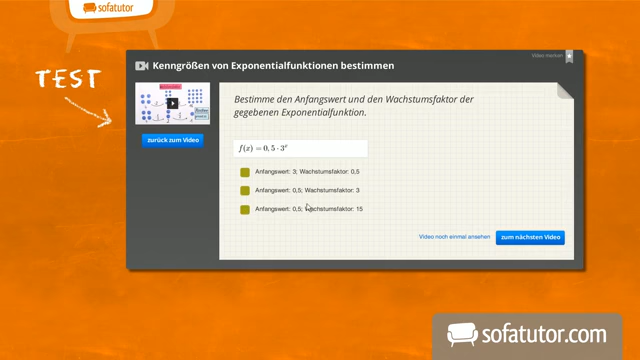 sofatutor
TEST
Video merken
Kenngrößen von Exponentialfunktionen bestimmen
Bestimme den Anfangswert und den Wachstumsfaktor der
gegebenen Exponentialfunktion.
zurück zum Video
f(x) = 0, 5 · 3^x
Anfangswert: 3; Wachstumsfaktor: 0,5
Anfangswert: 0,5; Wachstumsfaktor: 3
Anfangswert: 0,5; Wachstumsfaktor: 15
Video noch einmal ansehen
zum nächsten Video
sofatutor.com